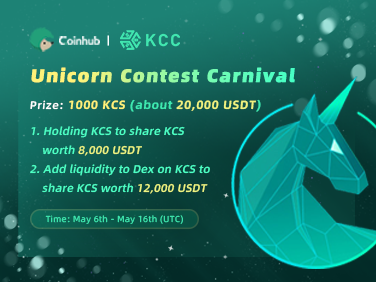 Coinhub | KCC
Unicorn Contest Carnival
Prize: 1000 KCS (about 20,000 USDT)
1. Holding KCS to share KCS
worth 8,000 USDT
2. Add liquidity to Dex on KCS to
share KCS worth 12,000 USDT
Time: May 6th - May 16th (UTC)